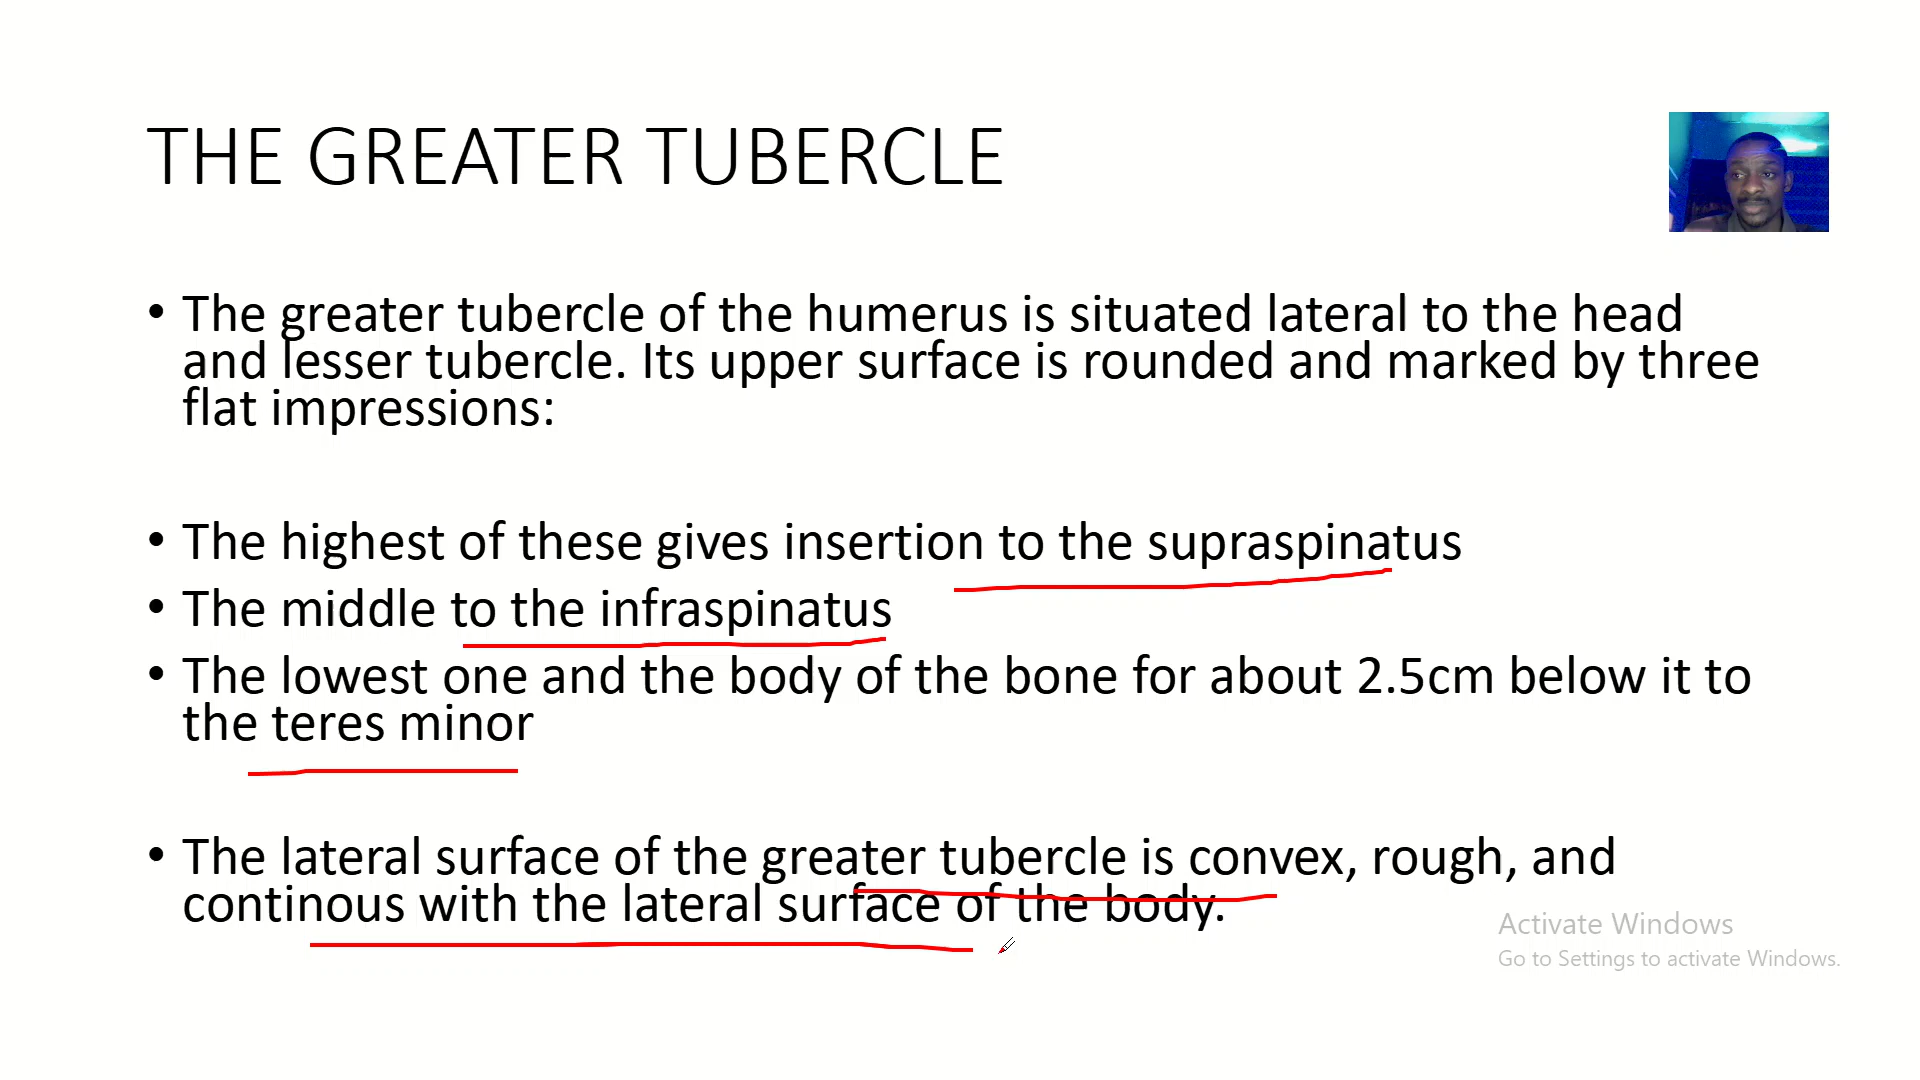 THE GREATER TUBERCLE
• The greater tubercle of the humerus is situated lateral to the head
and lesser tubercle. Its upper surface is rounded and marked by three
flat impressions:
• The highest of these gives insertion to the supraspinatus
• The middle to the infraspinatus
• The lowest one and the body of the bone for about 2.5cm below it to
the teres minor
• The lateral surface of the greater tubercle is convex, rough, and
continous with the lateral surface of the body.
Activate Windows
Go to Settings to activate Windows.